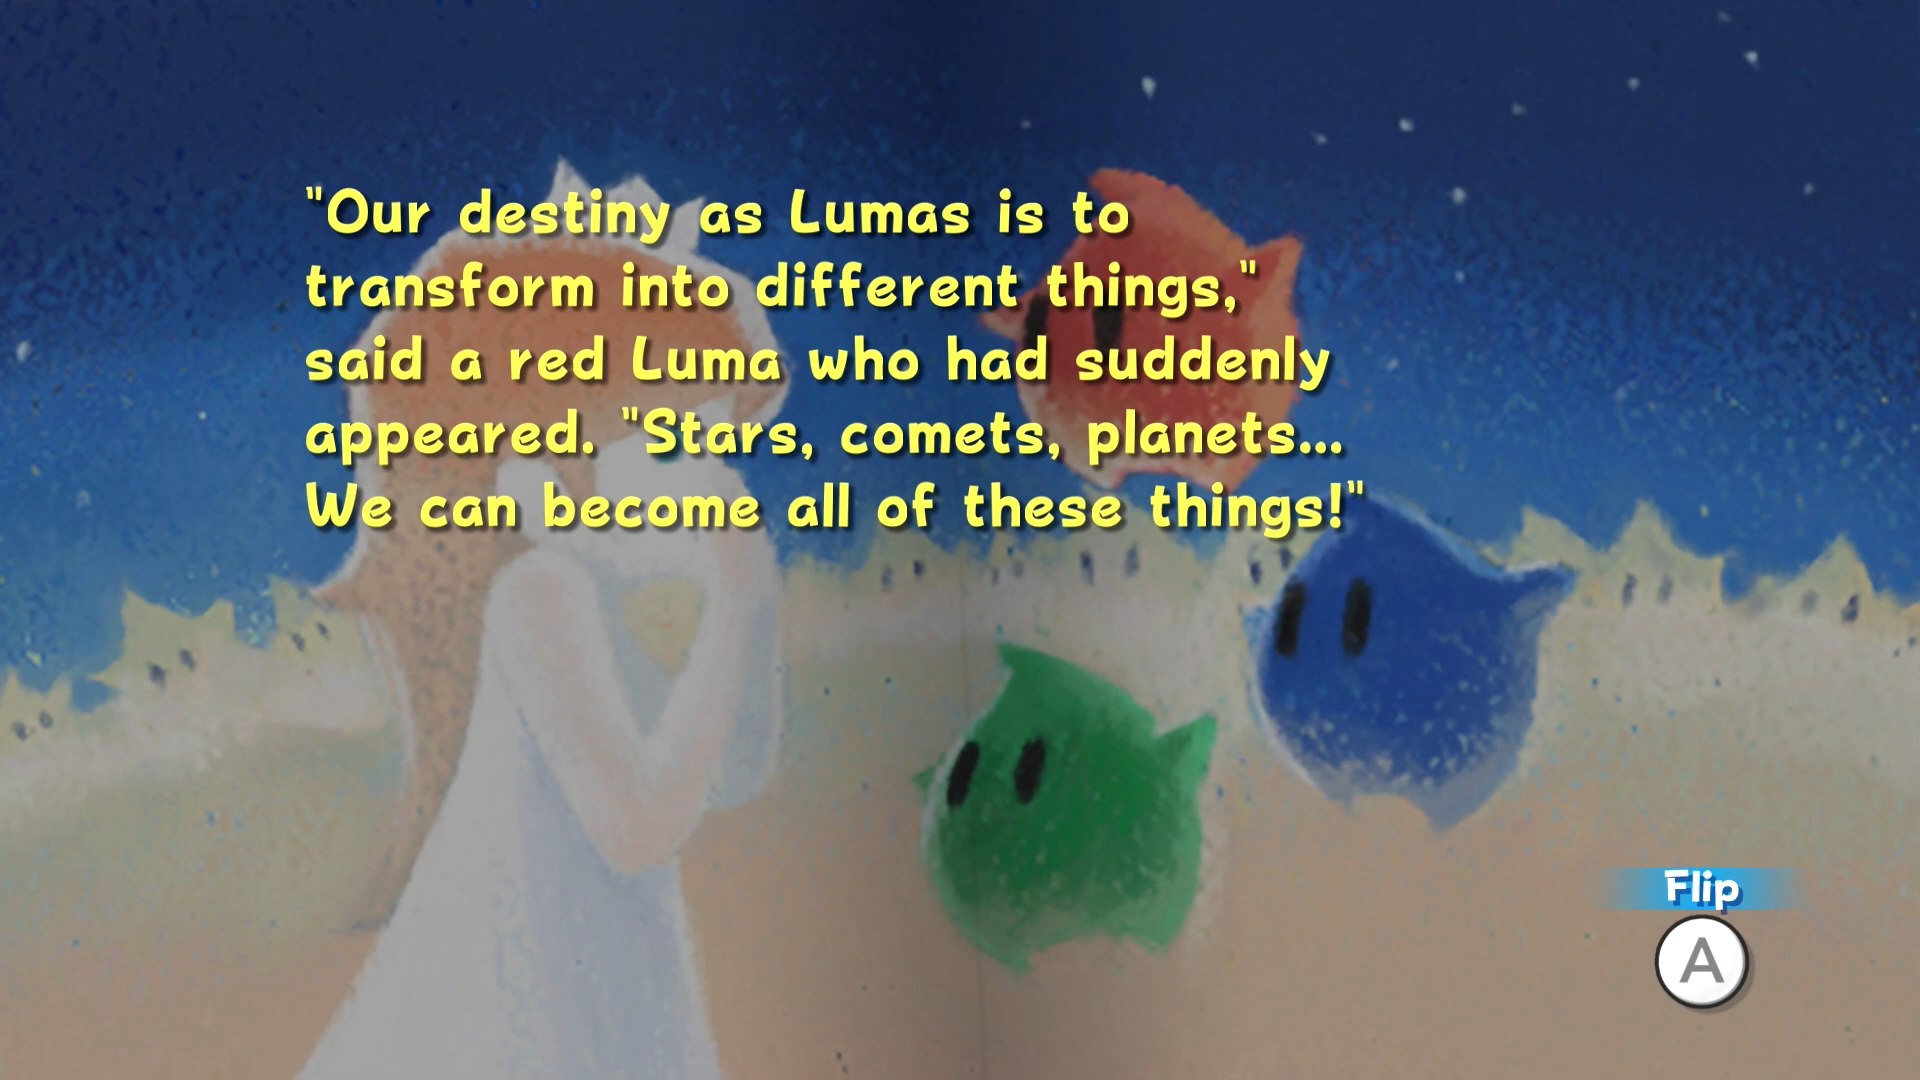 "Our destiny as Lumas is to
transform into different things,"
said a red Luma who had suddenly
appeared. "Stars, comets, planets...
We can become all of these things!"
Flip
A